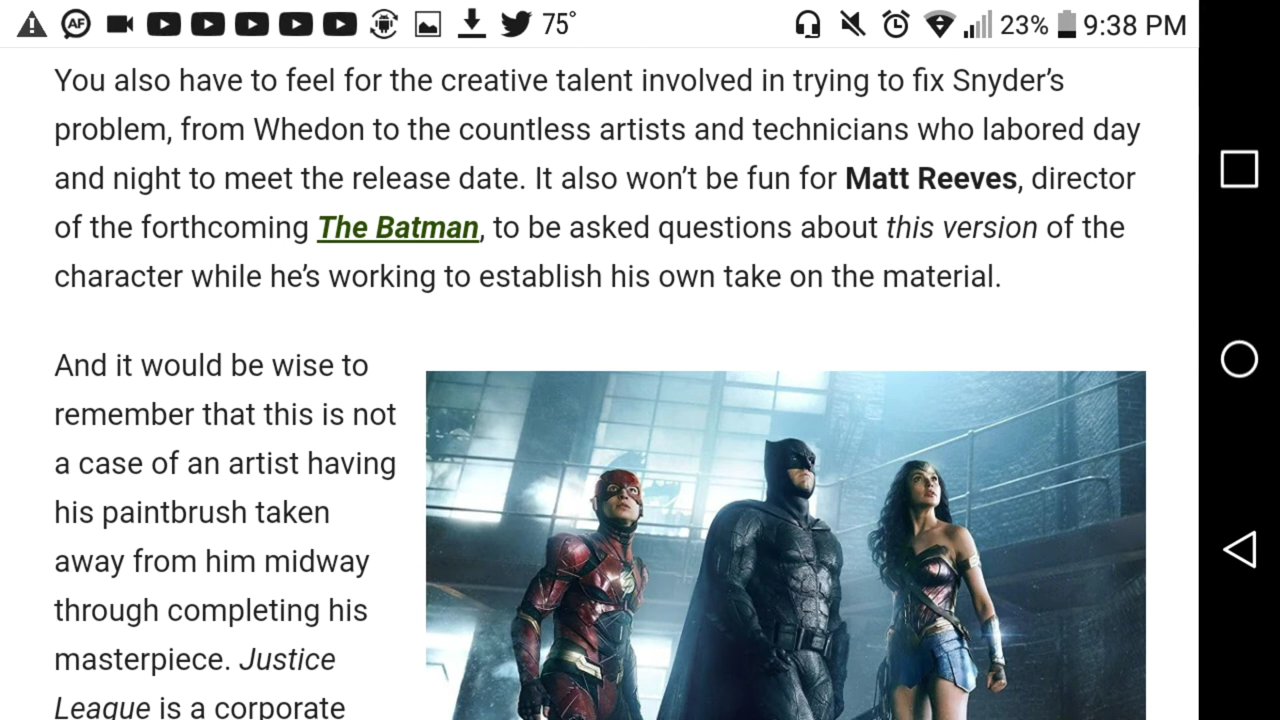 AF 75° 23% 9:38 PM
You also have to feel for the creative talent involved in trying to fix Snyder’s
problem, from Whedon to the countless artists and technicians who labored day
and night to meet the release date. It also won’t be fun for Matt Reeves, director
of the forthcoming The Batman, to be asked questions about this version of the
character while he’s working to establish his own take on the material.
And it would be wise to
remember that this is not
a case of an artist having
his paintbrush taken
away from him midway
through completing his
masterpiece. Justice
League is a corporate